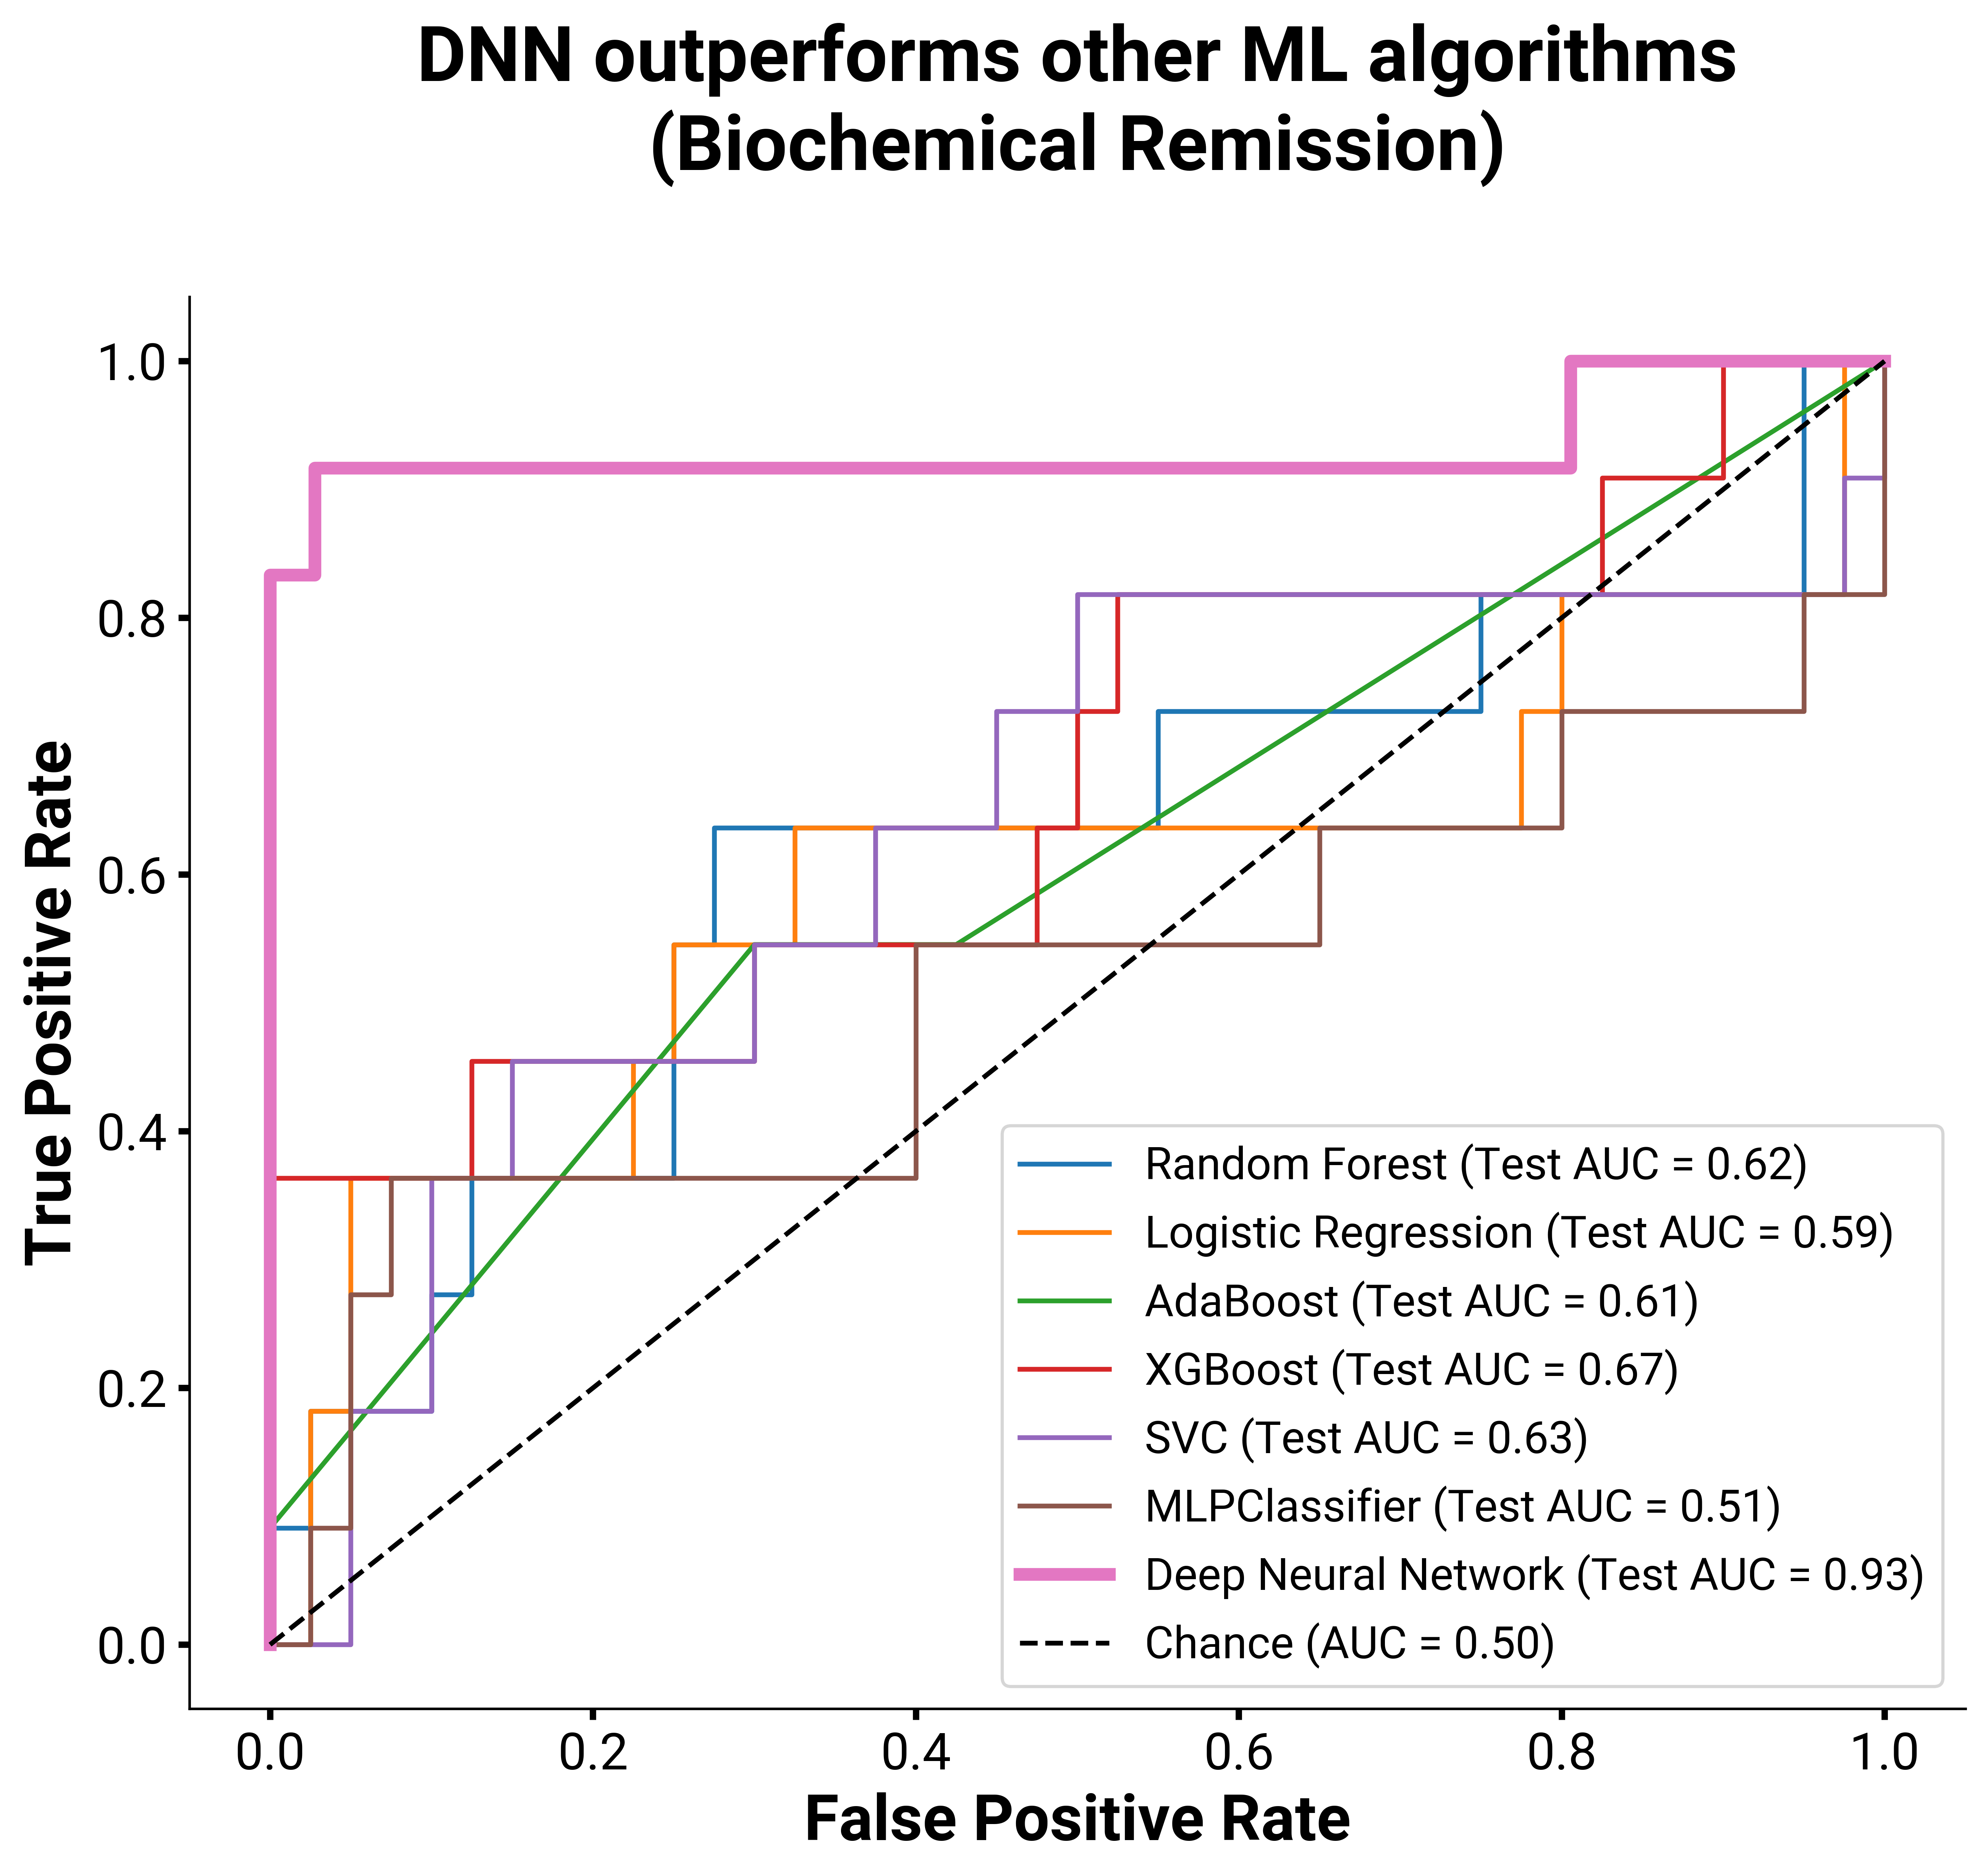 DNN outperforms other ML algorithms
(Biochemical Remission)
True Positive Rate
1.0
0.8
0.6
0.4
0.2
0.0
Random Forest (Test AUC = 0.62)
Logistic Regression (Test AUC = 0.59)
AdaBoost (Test AUC = 0.61)
XGBoost (Test AUC = 0.67)
SVC (Test AUC = 0.63)
MLPClassifier (Test AUC = 0.51)
Deep Neural Network (Test AUC = 0.93)
Chance (AUC = 0.50)
0.0 0.2 0.4 0.6 0.8 1.0
False Positive Rate